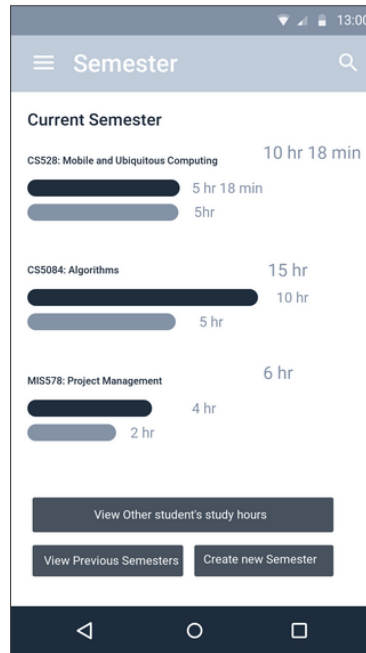 13:00
Semester
Current Semester
CS528: Mobile and Ubiquitous Computing 10 hr 18 min
5 hr 18 min
5hr
CS5084: Algorithms 15 hr
10 hr
5 hr
MIS578: Project Management 6 hr
4 hr
2 hr
View Other student's study hours
View Previous Semesters Create new Semester